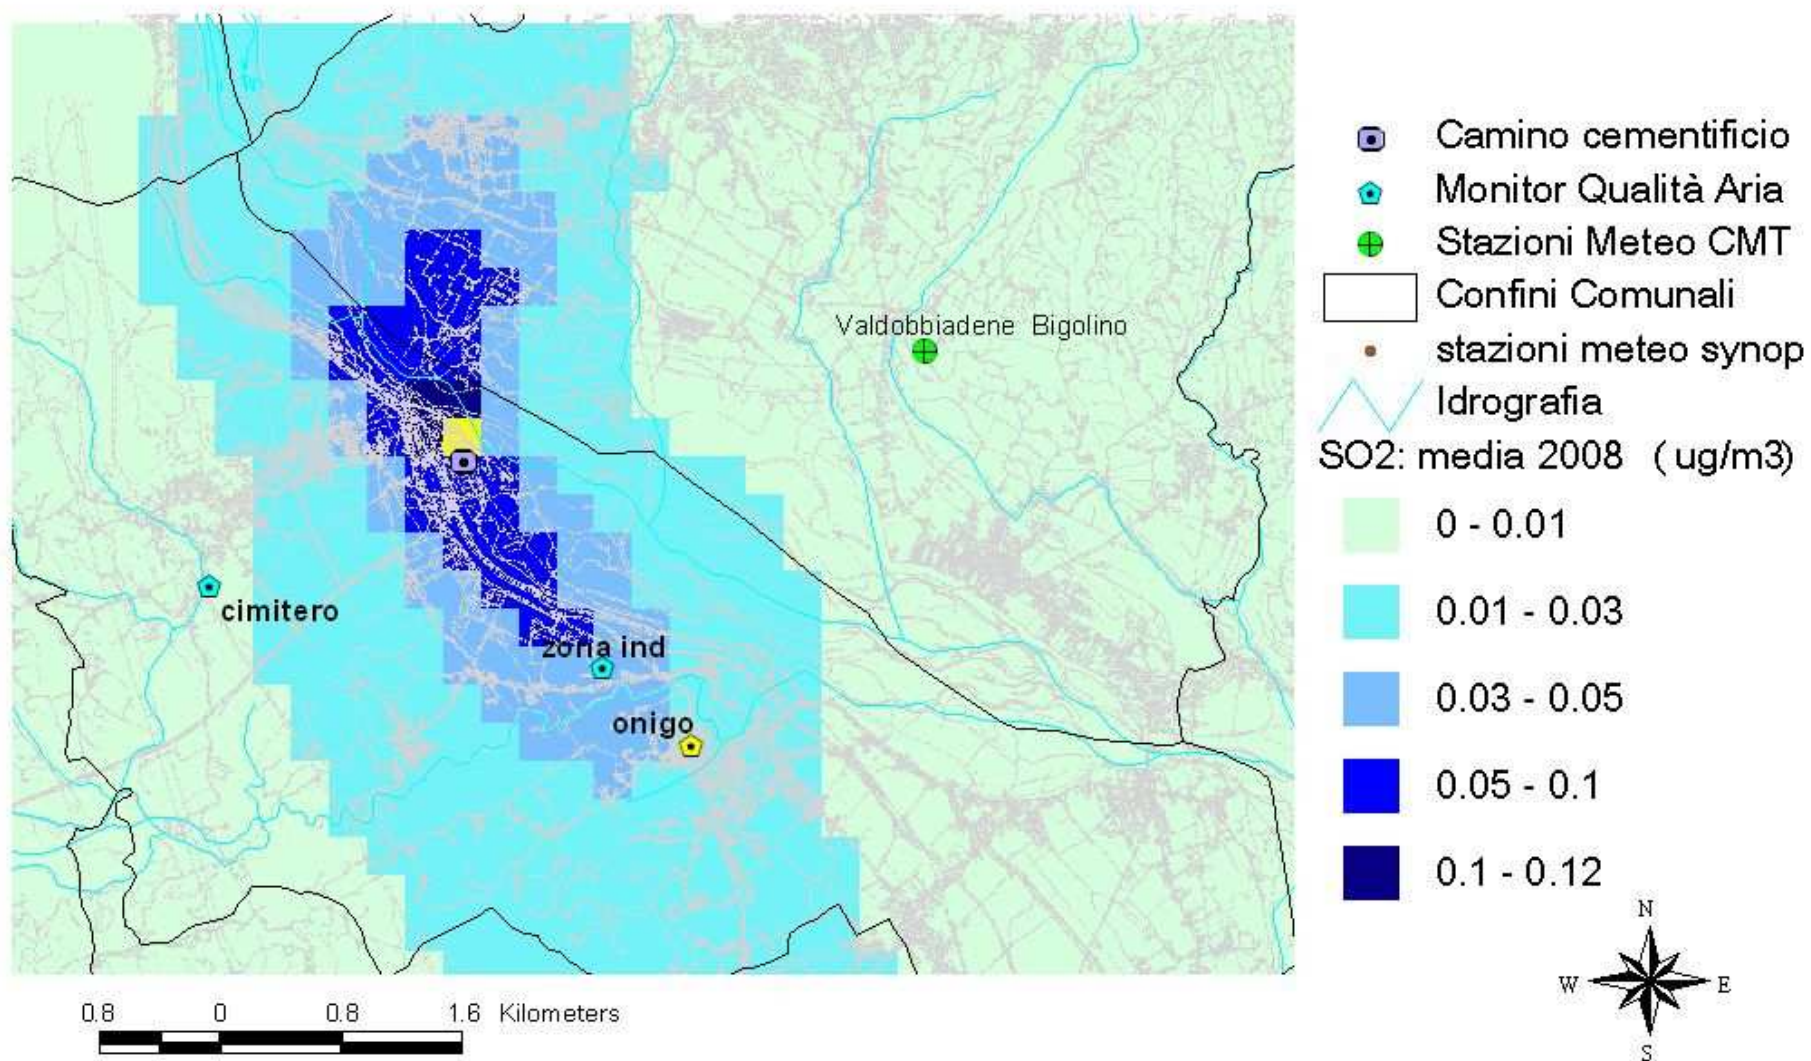 Camino cementificio
Monitor Qualità Aria
Stazioni Meteo CMT
Confini Comunali
stazioni meteo synop
Idrografia
SO2: media 2008 (ug/m3)
0 - 0.01
0.01 - 0.03
0.03 - 0.05
0.05 - 0.1
0.1 - 0.12
Valdobbiadene Bigolino
cimitero
zona ind
onigo
0.8 0 0.8 1.6 Kilometers
N
W E
S